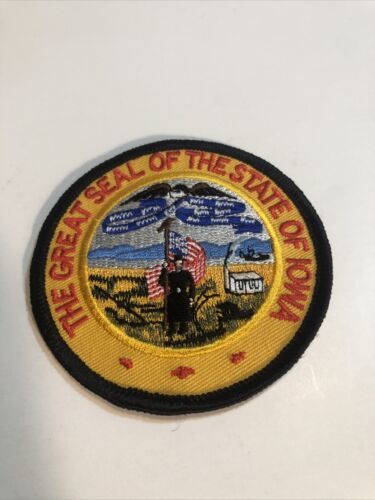 THE GREAT SEAL OF THE STATE OF IOWA